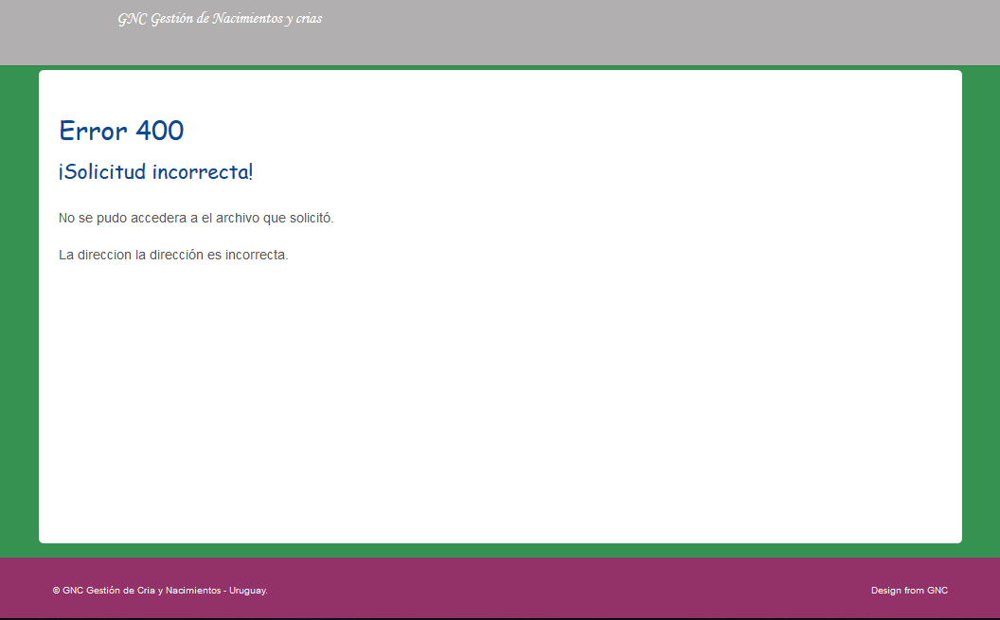 GNC Gestión de Nacimientos y crias
Error 400
¡Solicitud incorrecta!
No se pudo accedera a el archivo que solicitó.
La direccion la dirección es incorrecta.
© GNC Gestión de Cria y Nacimientos - Uruguay.
Design from GNC